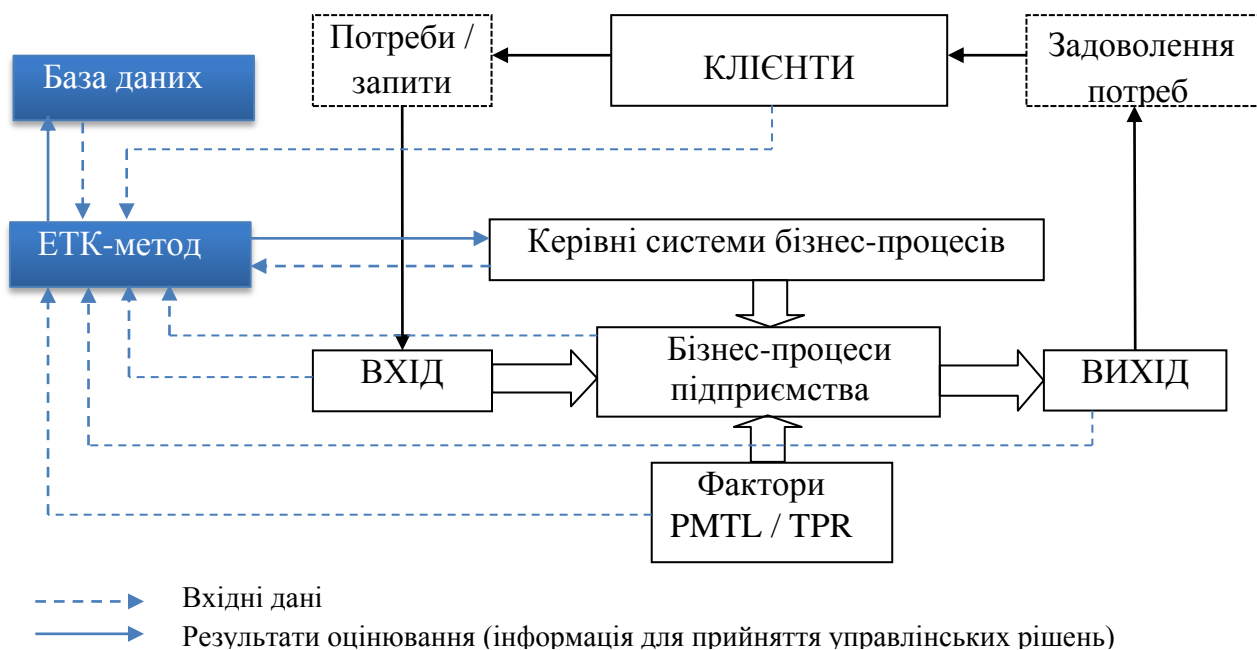 Потреби /
запити
КЛІЄНТИ
Задоволення
потреб
База даних
ЕТК-метод
Керівні системи бізнес-процесів
ВХІД
Бізнес-процеси
підприємства
ВИХІД
Фактори
PMTL / TPR
Вхідні дані
Результати оцінювання (інформація для прийняття управлінських рішень)